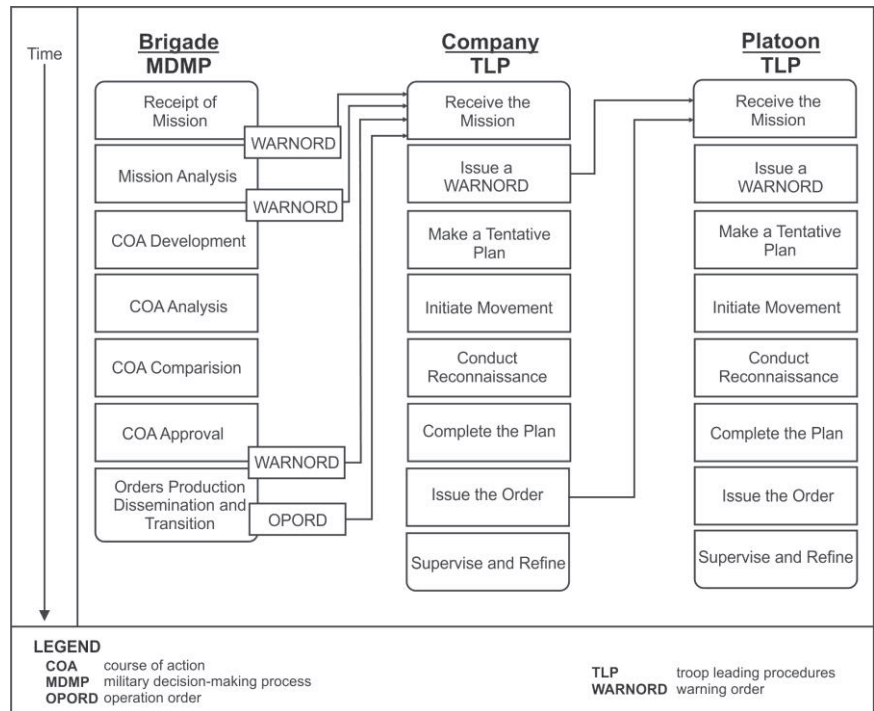 Time
Brigade
MDMP
Receipt of
Mission
WARNORD
Mission Analysis
WARNORD
COA Development
COA Analysis
COA Comparision
COA Approval
WARNORD
Orders Production
Dissemination and
Transition
OPORD
Company
TLP
Receive the
Mission
Issue a
WARNORD
Make a Tentative
Plan
Initiate Movement
Conduct
Reconnaissance
Complete the Plan
Issue the Order
Supervise and Refine
Platoon
TLP
Receive the
Mission
Issue a
WARNORD
Make a Tentative
Plan
Initiate Movement
Conduct
Reconnaissance
Complete the Plan
Issue the Order
Supervise and Refine
LEGEND
COA course of action
MDMP military decision-making process
OPORD operation order
TLP troop leading procedures
WARNORD warning order